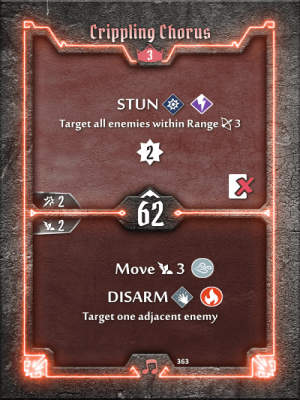 Crippling Chorus
3
STUN
Target all enemies within Range 3
2
2
62
2
Move 3
DISARM
Target one adjacent enemy
363